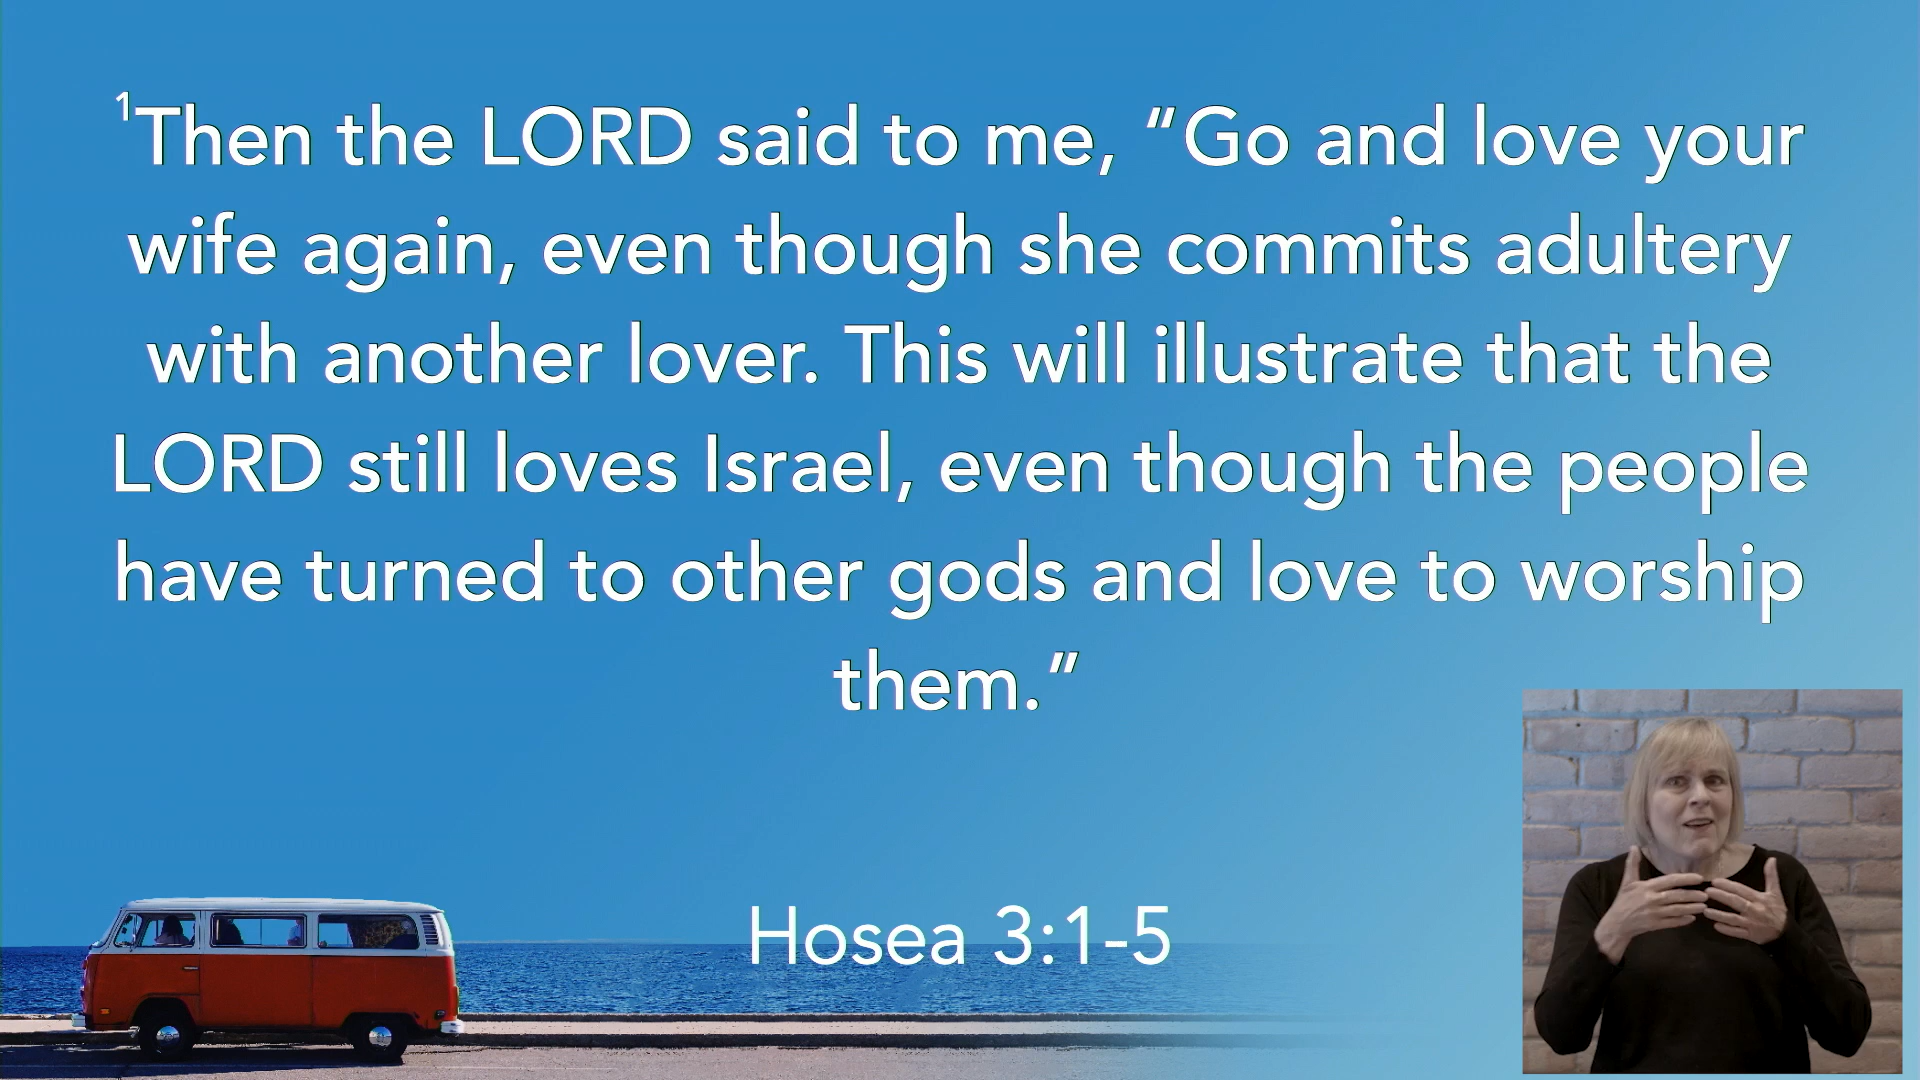 ¹Then the LORD said to me, “Go and love your
wife again, even though she commits adultery
with another lover. This will illustrate that the
LORD still loves Israel, even though the people
have turned to other gods and love to worship
them.”
Hosea 3:1-5